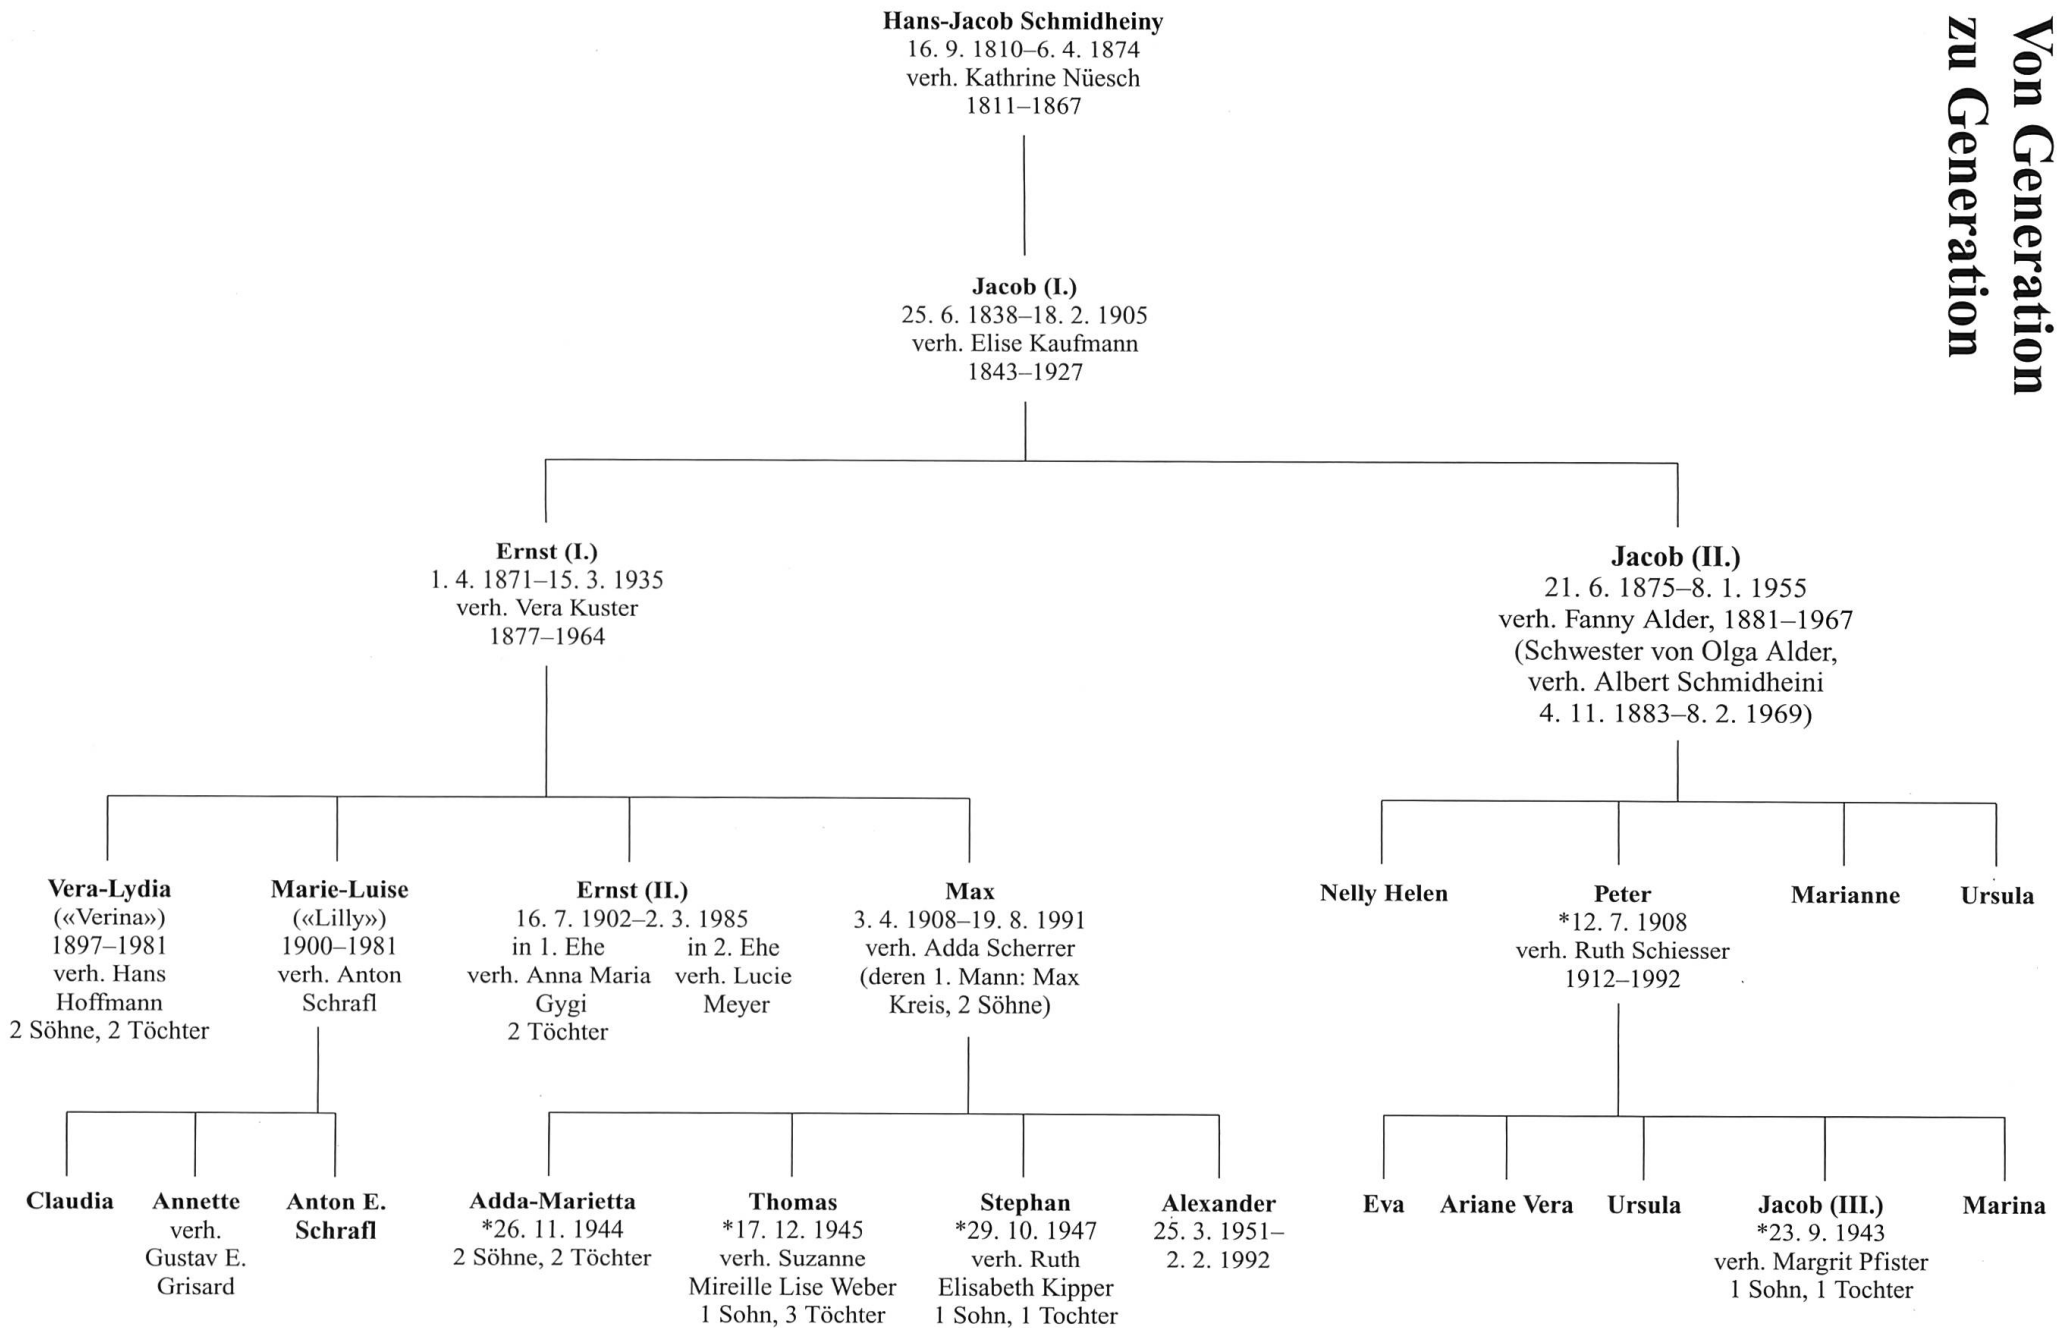 Von Generation
zu Generation
Hans-Jacob Schmidheiny
16. 9. 1810–6. 4. 1874
verh. Kathrine Nüesch
1811–1867
Jacob (I.)
25. 6. 1838–18. 2. 1905
verh. Elise Kaufmann
1843–1927
Ernst (I.)
1. 4. 1871–15. 3. 1935
verh. Vera Kuster
1877–1964
Jacob (II.)
21. 6. 1875–8. 1. 1955
verh. Fanny Alder, 1881–1967
(Schwester von Olga Alder,
verh. Albert Schmidheini
4. 11. 1883–8. 2. 1969)
Vera-Lydia
(«Verina»)
1897–1981
verh. Hans
Hoffmann
2 Söhne, 2 Töchter
Marie-Luise
(«Lilly»)
1900–1981
verh. Anton
Schrafl
Ernst (II.)
16. 7. 1902–2. 3. 1985
in 1. Ehe
verh. Anna Maria
Gygi
2 Töchter
in 2. Ehe
verh. Lucie
Meyer
Max
3. 4. 1908–19. 8. 1991
verh. Adda Scherrer
(deren 1. Mann: Max
Kreis, 2 Söhne)
Nelly Helen
Peter
*12. 7. 1908
verh. Ruth Schiesser
1912–1992
Marianne
Ursula
Claudia
Annette
verh.
Gustav E.
Grisard
Anton E.
Schrafl
Adda-Marietta
*26. 11. 1944
2 Söhne, 2 Töchter
Thomas
*17. 12. 1945
verh. Suzanne
Mireille Lise Weber
1 Sohn, 3 Töchter
Stephan
*29. 10. 1947
verh. Ruth
Elisabeth Kipper
1 Sohn, 1 Tochter
Alexander
25. 3. 1951–
2. 2. 1992
Eva
Ariane Vera
Ursula
Jacob (III.)
*23. 9. 1943
verh. Margrit Pfister
1 Sohn, 1 Tochter
Marina